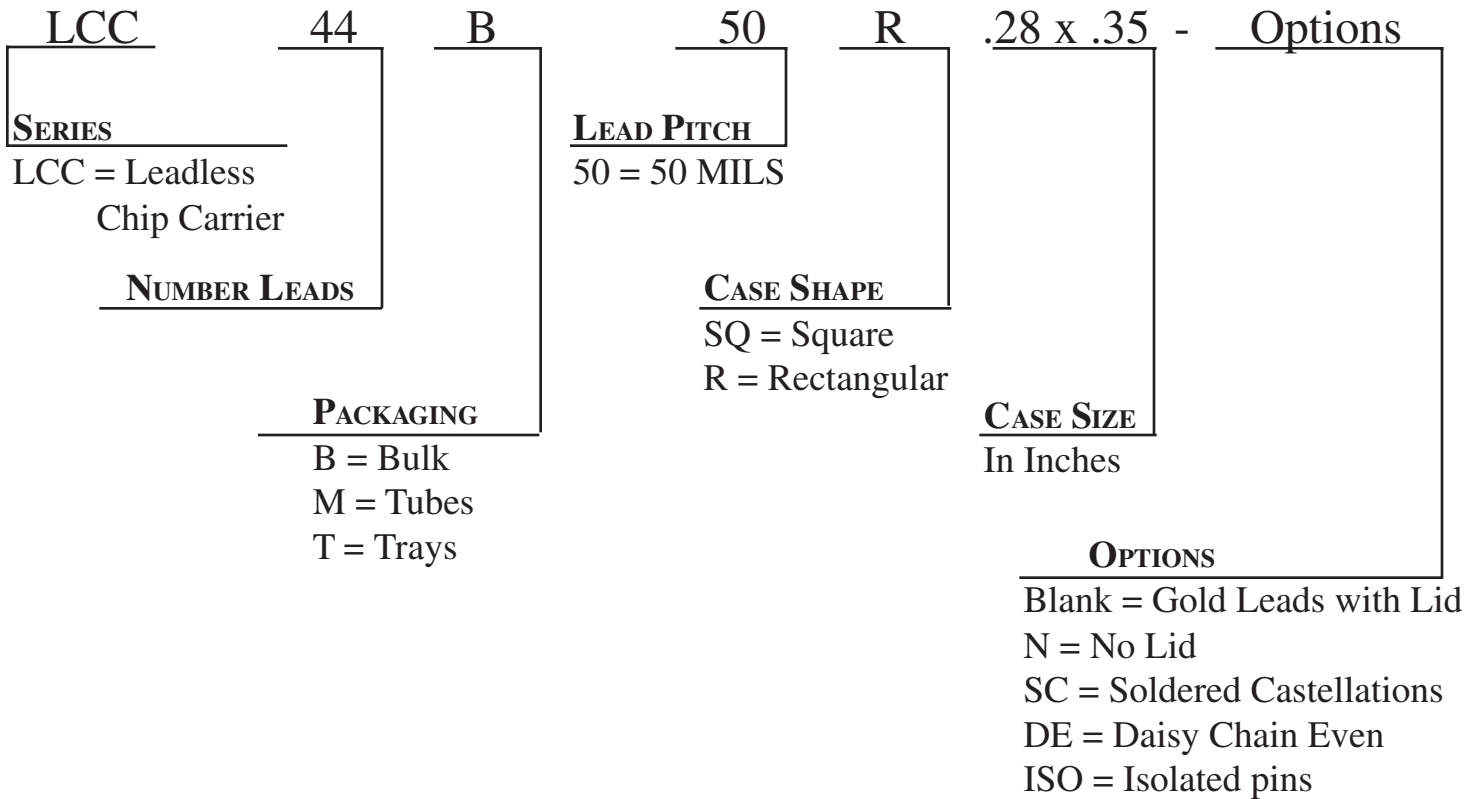 LCC 44 B 50 R .28 x .35 - Options
SERIES
LCC = Leadless
Chip Carrier
NUMBER LEADS
PACKAGING
B = Bulk
M = Tubes
T = Trays
LEAD PITCH
50 = 50 MILS
CASE SHAPE
SQ = Square
R = Rectangular
CASE SIZE
In Inches
OPTIONS
Blank = Gold Leads with Lid
N = No Lid
SC = Soldered Castellations
DE = Daisy Chain Even
ISO = Isolated pins